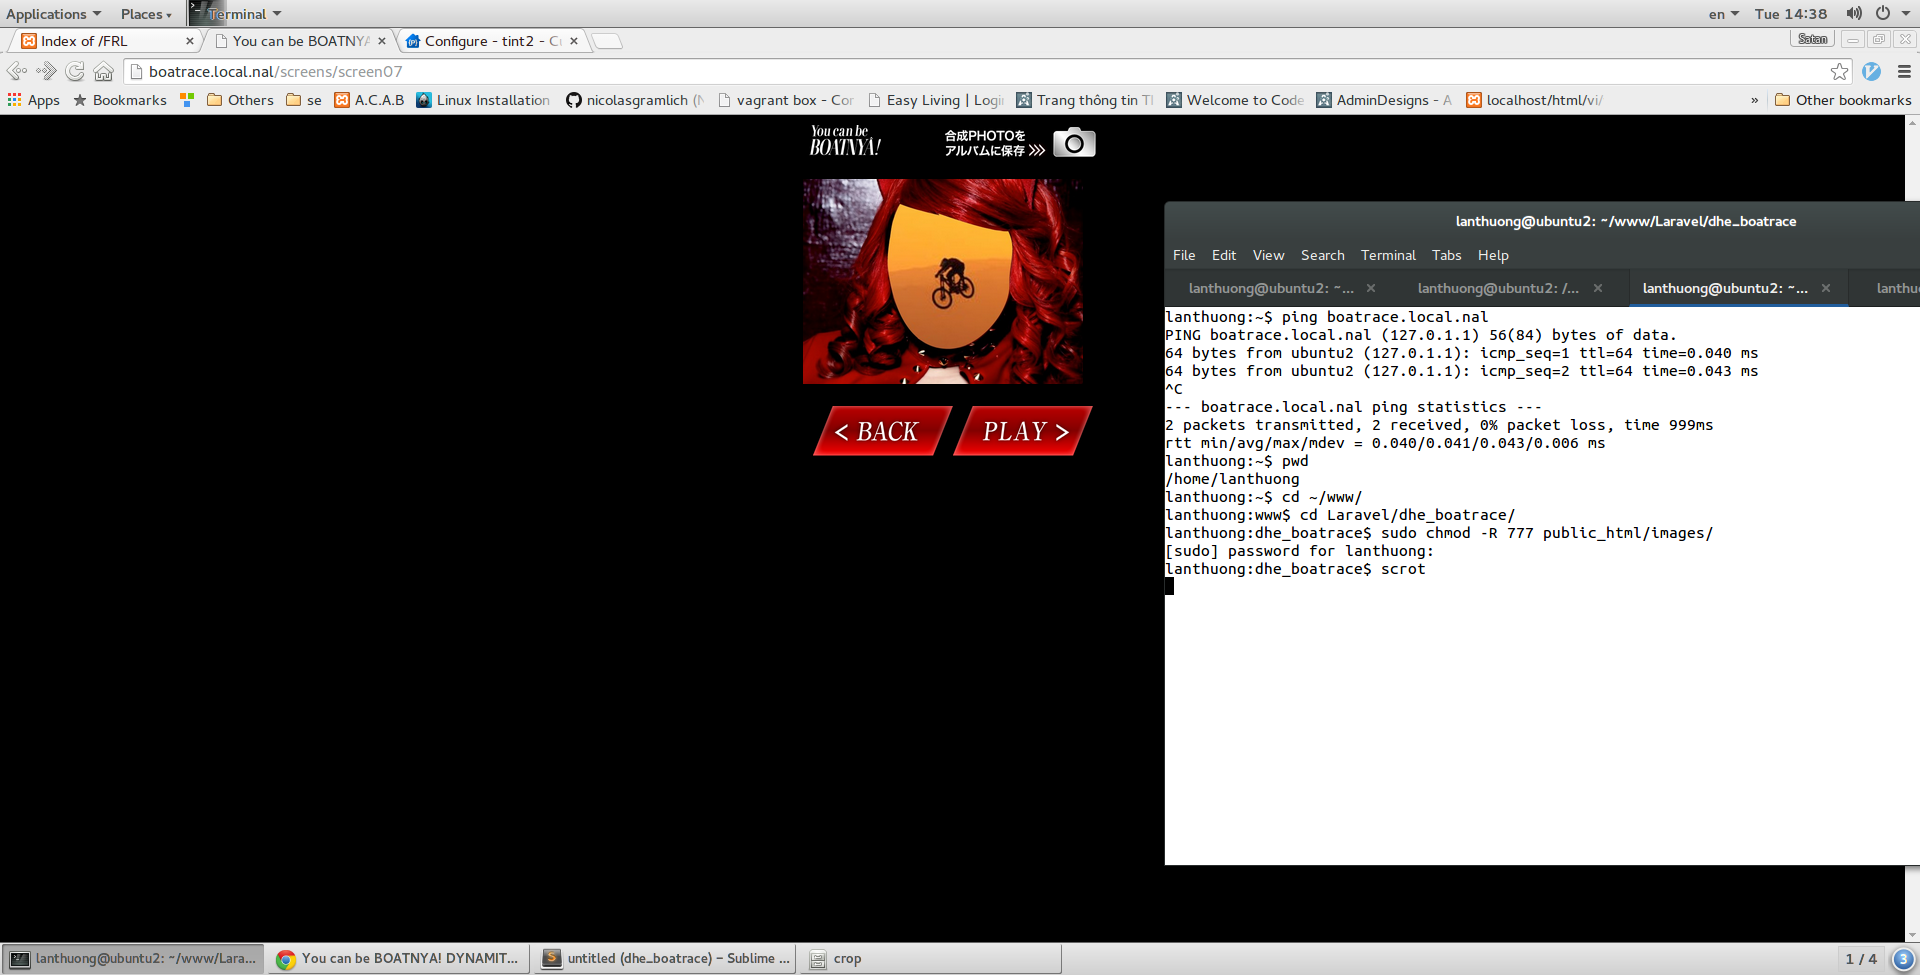 Applications Places Terminal en Tue 14:38
Index of /FRL You can be BOATNYA Configure - tint2 - C Satan
boatrace.local.nal/screens/screen07
Apps Bookmarks Others se A.C.A.B Linux Installation nicolasgramlich ( vagrant box - Cor Easy Living | Logi Trang thông tin Welcome to Code AdminDesigns - A localhost/html/vi/ » Other bookmarks
You can be
BOATNYA!
合成PHOTOを
アルバムに保存
< BACK PLAY >
lanthuong@ubuntu2: ~/www/Laravel/dhe_boatrace
File Edit View Search Terminal Tabs Help
lanthuong@ubuntu2: ~... lanthuong@ubuntu2: /... lanthuong@ubuntu2: ~... lanthu
lanthuong:~$ ping boatrace.local.nal
PING boatrace.local.nal (127.0.1.1) 56(84) bytes of data.
64 bytes from ubuntu2 (127.0.1.1): icmp_seq=1 ttl=64 time=0.040 ms
64 bytes from ubuntu2 (127.0.1.1): icmp_seq=2 ttl=64 time=0.043 ms
^C
--- boatrace.local.nal ping statistics ---
2 packets transmitted, 2 received, 0% packet loss, time 999ms
rtt min/avg/max/mdev = 0.040/0.041/0.043/0.006 ms
lanthuong:~$ pwd
/home/lanthuong
lanthuong:~$ cd ~/www/
lanthuong:www$ cd Laravel/dhe_boatrace/
lanthuong:dhe_boatrace$ sudo chmod -R 777 public_html/images/
[sudo] password for lanthuong:
lanthuong:dhe_boatrace$ scrot
lanthuong@ubuntu2: ~/www/Lara... You can be BOATNYA! DYNAMIT... untitled (dhe_boatrace) – Sublime ... crop 1 / 4 3